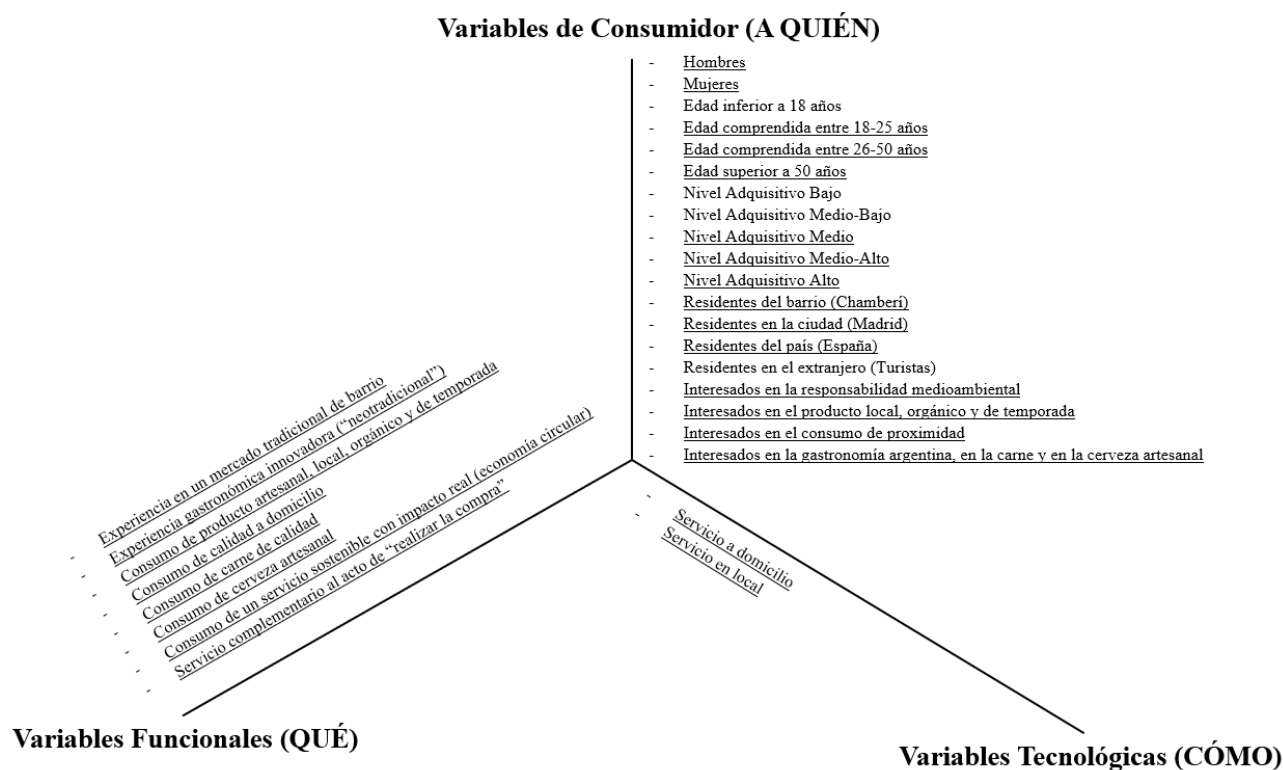 Variables de Consumidor (A QUIÉN)
- Hombres
- Mujeres
- Edad inferior a 18 años
- Edad comprendida entre 18-25 años
- Edad comprendida entre 26-50 años
- Edad superior a 50 años
- Nivel Adquisitivo Bajo
- Nivel Adquisitivo Medio-Bajo
- Nivel Adquisitivo Medio
- Nivel Adquisitivo Medio-Alto
- Nivel Adquisitivo Alto
- Residentes del barrio (Chamberí)
- Residentes en la ciudad (Madrid)
- Residentes del país (España)
- Residentes en el extranjero (Turistas)
- Interesados en la responsabilidad medioambiental
- Interesados en el producto local, orgánico y de temporada
- Interesados en el consumo de proximidad
- Interesados en la gastronomía argentina, en la carne y en la cerveza artesanal
- Experiencia en un mercado tradicional de barrio
- Experiencia gastronómica innovadora (“neotradicional”)
- Consumo de producto artesanal, local, orgánico y de temporada
- Consumo de calidad a domicilio
- Consumo de carne de calidad
- Consumo de cerveza artesanal
- Consumo de un servicio sostenible con impacto real (economía circular)
- Servicio complementario al acto de “realizar la compra”
- Servicio a domicilio
- Servicio en local
Variables Funcionales (QUÉ)
Variables Tecnológicas (CÓMO)